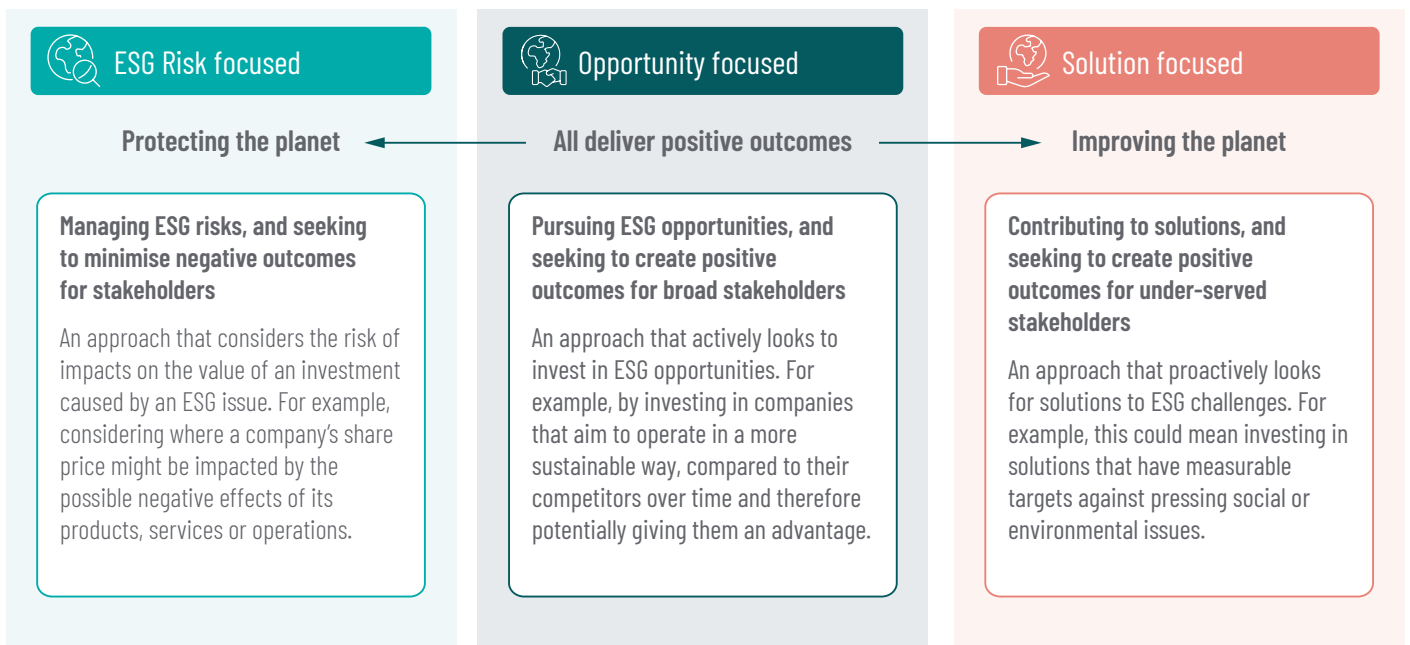 ESG Risk focused
Opportunity focused
Solution focused
Protecting the planet
All deliver positive outcomes
Improving the planet
Managing ESG risks, and seeking
to minimise negative outcomes
for stakeholders
An approach that considers the risk of
impacts on the value of an investment
caused by an ESG issue. For example,
considering where a company's share
price might be impacted by the
possible negative effects of its
products, services or operations.
Pursuing ESG opportunities, and
seeking to create positive
outcomes for broad stakeholders
An approach that actively looks to
invest in ESG opportunities. For
example, by investing in companies
that aim to operate in a more
sustainable way, compared to their
competitors over time and therefore
potentially giving them an advantage.
Contributing to solutions, and
seeking to create positive
outcomes for under-served
stakeholders
An approach that proactively looks
for solutions to ESG challenges. For
example, this could mean investing in
solutions that have measurable
targets against pressing social or
environmental issues.